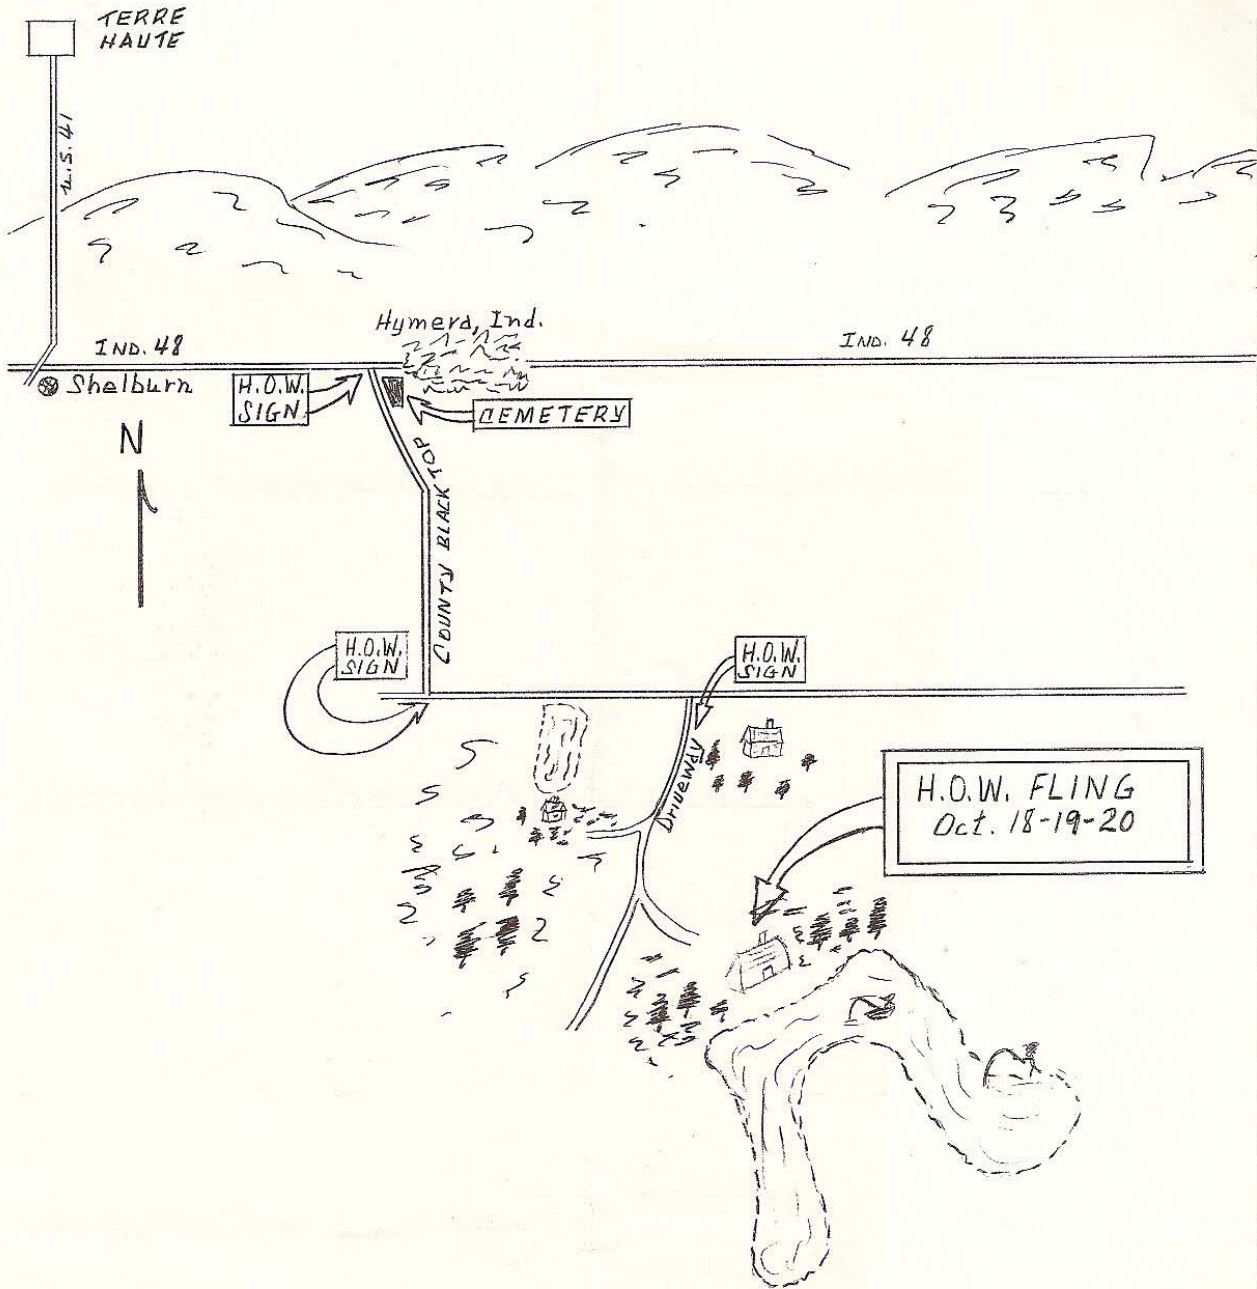 TERRE
HAUTE
U.S. 41
Hymera, Ind.
IND. 48
IND. 48
Shelburn
H.O.W.
SIGN
CEMETERY
N
COUNTY BLACK TOP
H.O.W.
SIGN
H.O.W.
SIGN
Driveway
H.O.W. FLING
Oct. 18-19-20